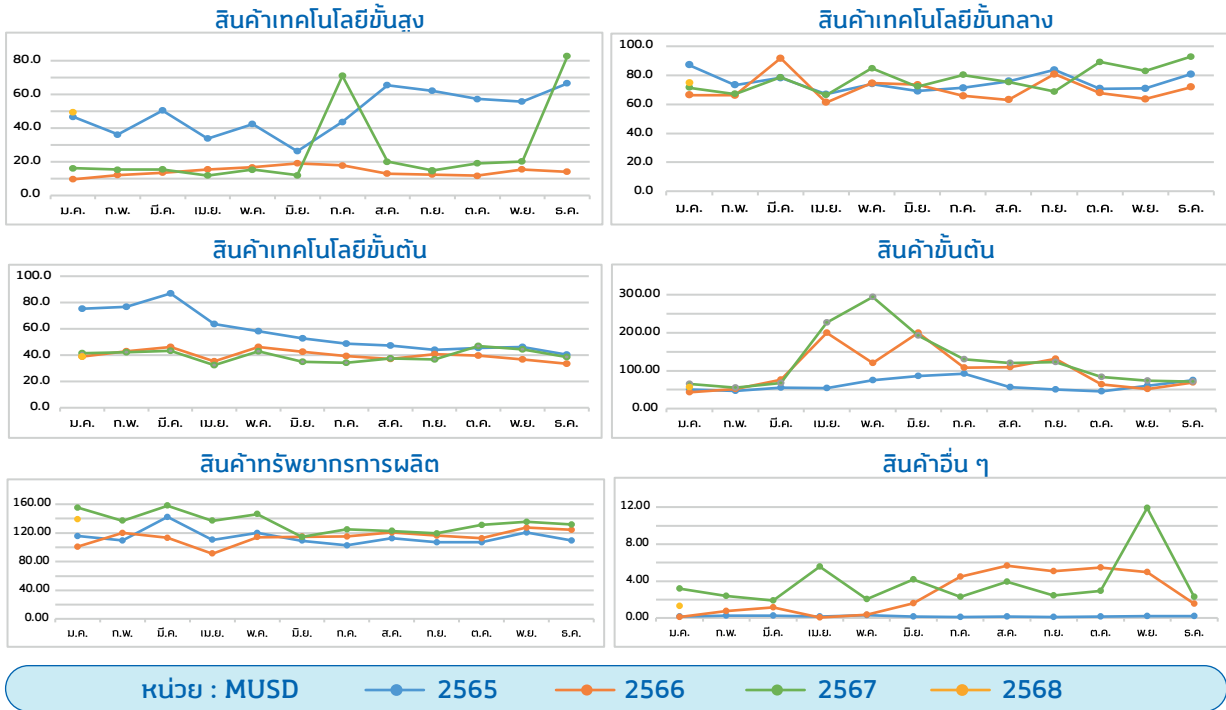 สินค้าเทคโนโลยีขั้นสูง
80.0
60.0
40.0
20.0
0.0
ม.ค. ก.พ. มี.ค. เม.ย. พ.ค. มิ.ย. ก.ค. ส.ค. ก.ย. ต.ค. พ.ย. ธ.ค.
สินค้าเทคโนโลยีขั้นกลาง
100.0
80.0
60.0
40.0
20.0
0.0
ม.ค. ก.พ. มี.ค. เม.ย. พ.ค. มิ.ย. ก.ค. ส.ค. ก.ย. ต.ค. พ.ย. ธ.ค.
สินค้าเทคโนโลยีขั้นต้น
100.0
80.0
60.0
40.0
20.0
0.0
ม.ค. ก.พ. มี.ค. เม.ย. พ.ค. มิ.ย. ก.ค. ส.ค. ก.ย. ต.ค. พ.ย. ธ.ค.
สินค้าขั้นต้น
300.00
200.00
100.00
0.00
ม.ค. ก.พ. มี.ค. เม.ย. พ.ค. มิ.ย. ก.ค. ส.ค. ก.ย. ต.ค. พ.ย. ธ.ค.
สินค้าทรัพยากรการผลิต
160.00
120.00
80.00
40.00
0.00
ม.ค. ก.พ. มี.ค. เม.ย. พ.ค. มิ.ย. ก.ค. ส.ค. ก.ย. ต.ค. พ.ย. ธ.ค.
สินค้าอื่น ๆ
12.00
8.00
4.00
0.00
ม.ค. ก.พ. มี.ค. เม.ย. พ.ค. มิ.ย. ก.ค. ส.ค. ก.ย. ต.ค. พ.ย. ธ.ค.
หน่วย : MUSD 2565 2566 2567 2568